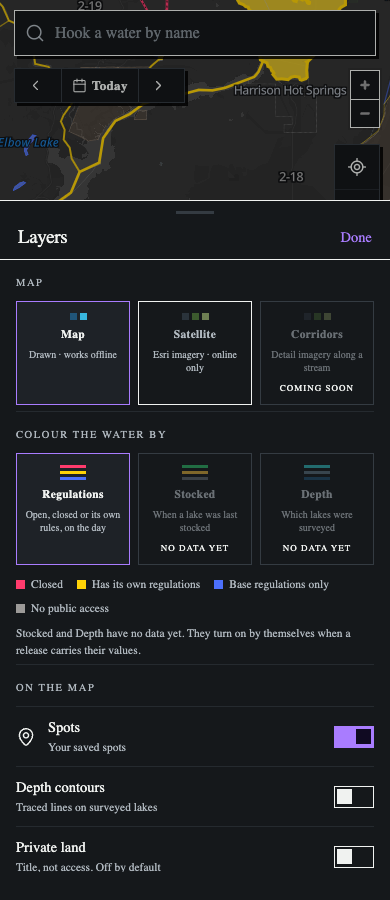 2-19
Hook a water by name
Today
Harrison Hot Springs
Elbow Lake
2-18
Layers
Done
MAP
Map
Drawn · works offline
Satellite
Esri imagery · online
only
Corridors
Detail imagery along a
stream
COMING SOON
COLOUR THE WATER BY
Regulations
Open, closed or its own
rules, on the day
Stocked
When a lake was last
stocked
NO DATA YET
Depth
Which lakes were
surveyed
NO DATA YET
Closed
Has its own regulations
Base regulations only
No public access
Stocked and Depth have no data yet. They turn on by themselves when a
release carries their values.
ON THE MAP
Spots
Your saved spots
Depth contours
Traced lines on surveyed lakes
Private land
Title, not access. Off by default